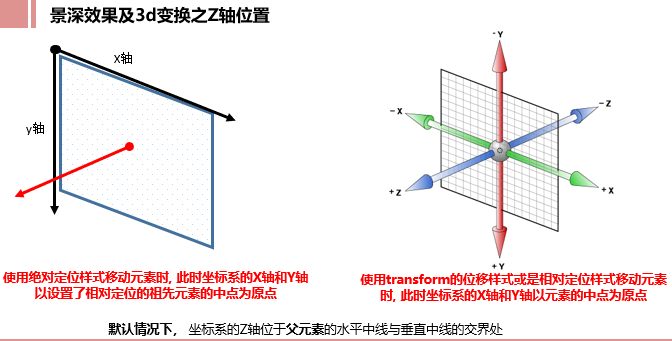 景深效果及3d变换之Z轴位置
X轴
y轴
- Y
- X
- Z
+ Z
+ X
+ Y
使用绝对定位样式移动元素时, 此时坐标系的X轴和Y轴
以设置了相对定位的祖先元素的中点为原点
使用transform的位移样式或是相对定位样式移动元素
时, 此时坐标系的X轴和Y轴以元素的中点为原点
默认情况下， 坐标系的Z轴位于父元素的水平中线与垂直中线的交界处